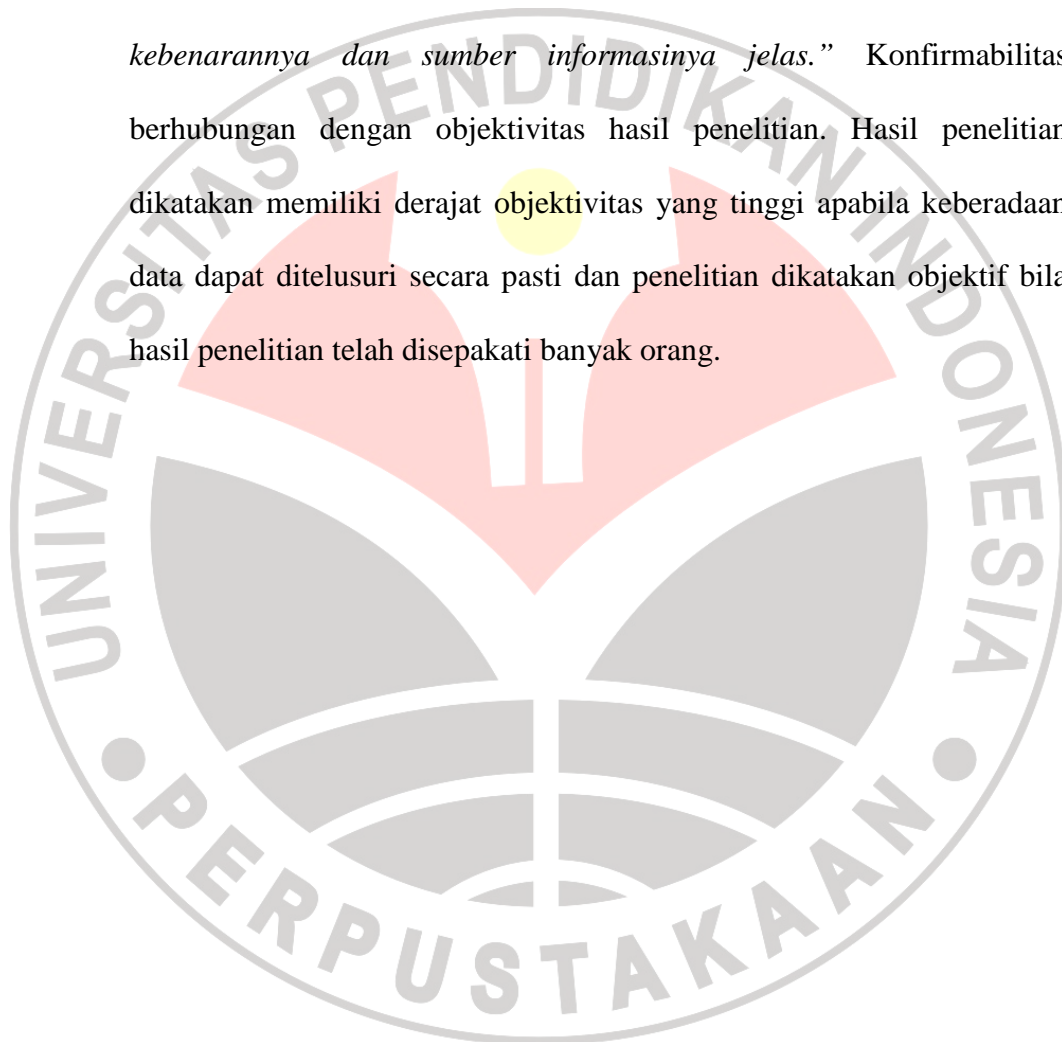 kebenarannya dan sumber informasinya jelas.” Konfirmabilitas
berhubungan dengan objektivitas hasil penelitian. Hasil penelitian
dikatakan memiliki derajat objektivitas yang tinggi apabila keberadaan
data dapat ditelusuri secara pasti dan penelitian dikatakan objektif bila
hasil penelitian telah disepakati banyak orang.
UNIVERSITAS PENDIDIKAN INDONESIA
PERPUSTAKAAN